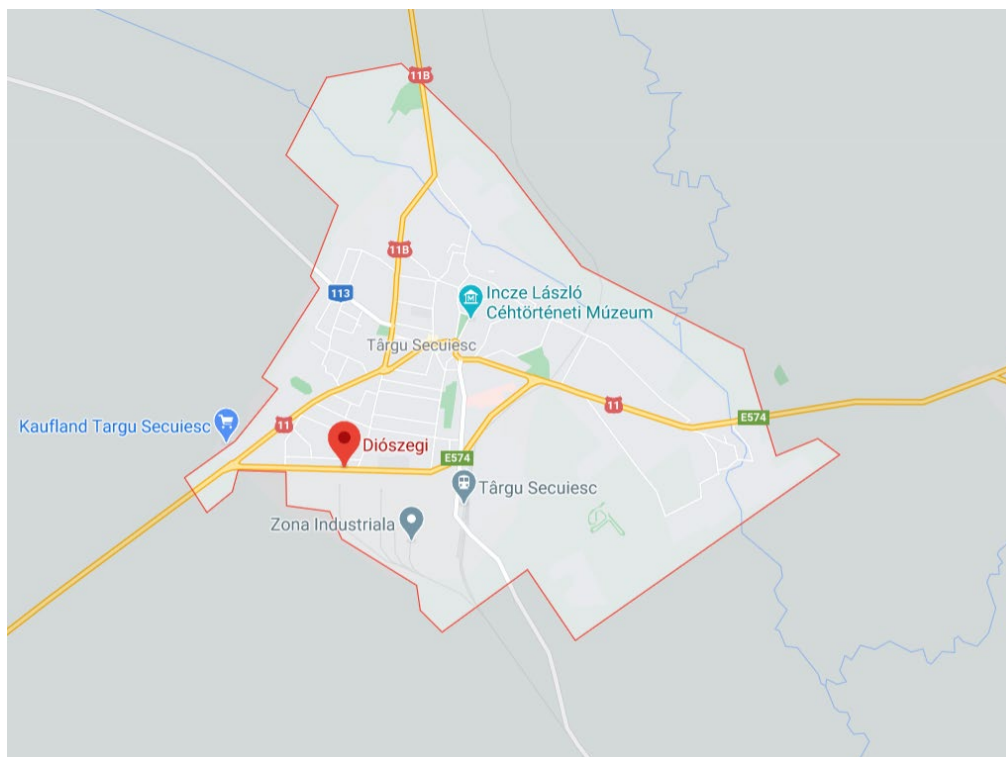 11B
11B
113
Incze László
Céhtörténeti Múzeum
Târgu Secuiesc
11
E574
Kaufland Targu Secuiesc
11
Diószegi
E574
Târgu Secuiesc
Zona Industriala